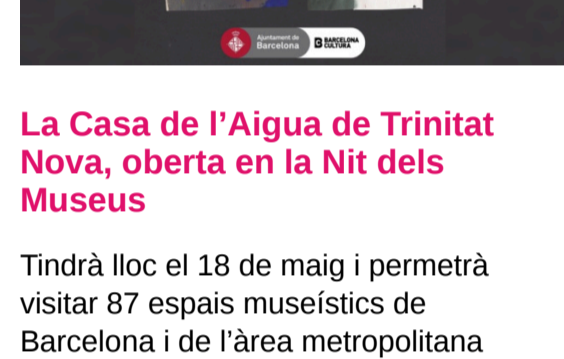 Ajuntament de
Barcelona
BARCELONA
CULTURA
La Casa de l’Aigua de Trinitat
Nova, oberta en la Nit dels
Museus
Tindrà lloc el 18 de maig i permetrà
visitar 87 espais museístics de
Barcelona i de l’àrea metropolitana